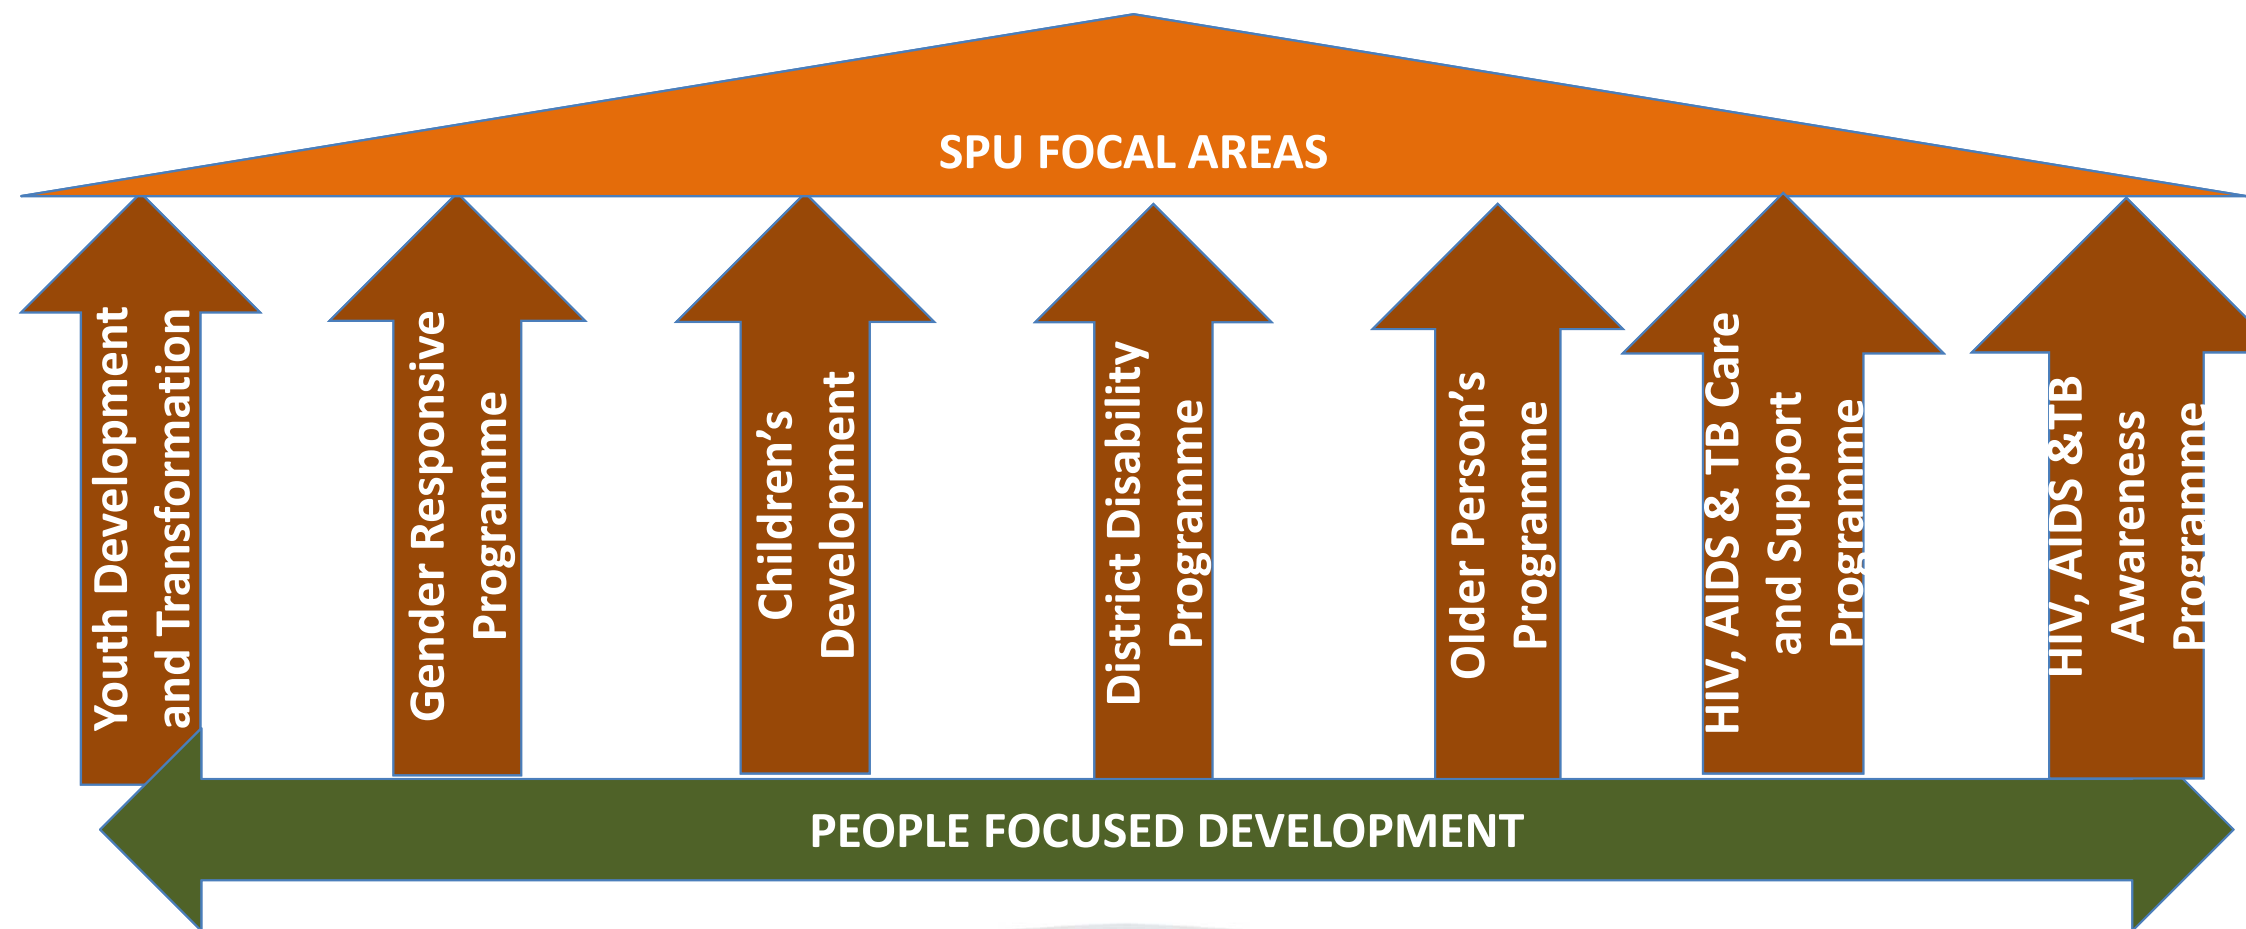 SPU FOCAL AREAS
Youth Development
and Transformation
Gender Responsive
Programme
Children’s
Development
District Disability
Programme
Older Person’s
Programme
HIV, AIDS & TB Care
and Support
Programme
HIV, AIDS &TB
Awareness
Programme
PEOPLE FOCUSED DEVELOPMENT